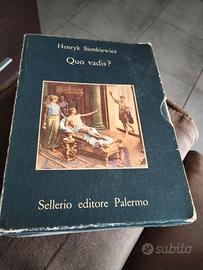 Henryk Sienkiewicz
Quo vadis?
Sellerio editore Palermo
subito